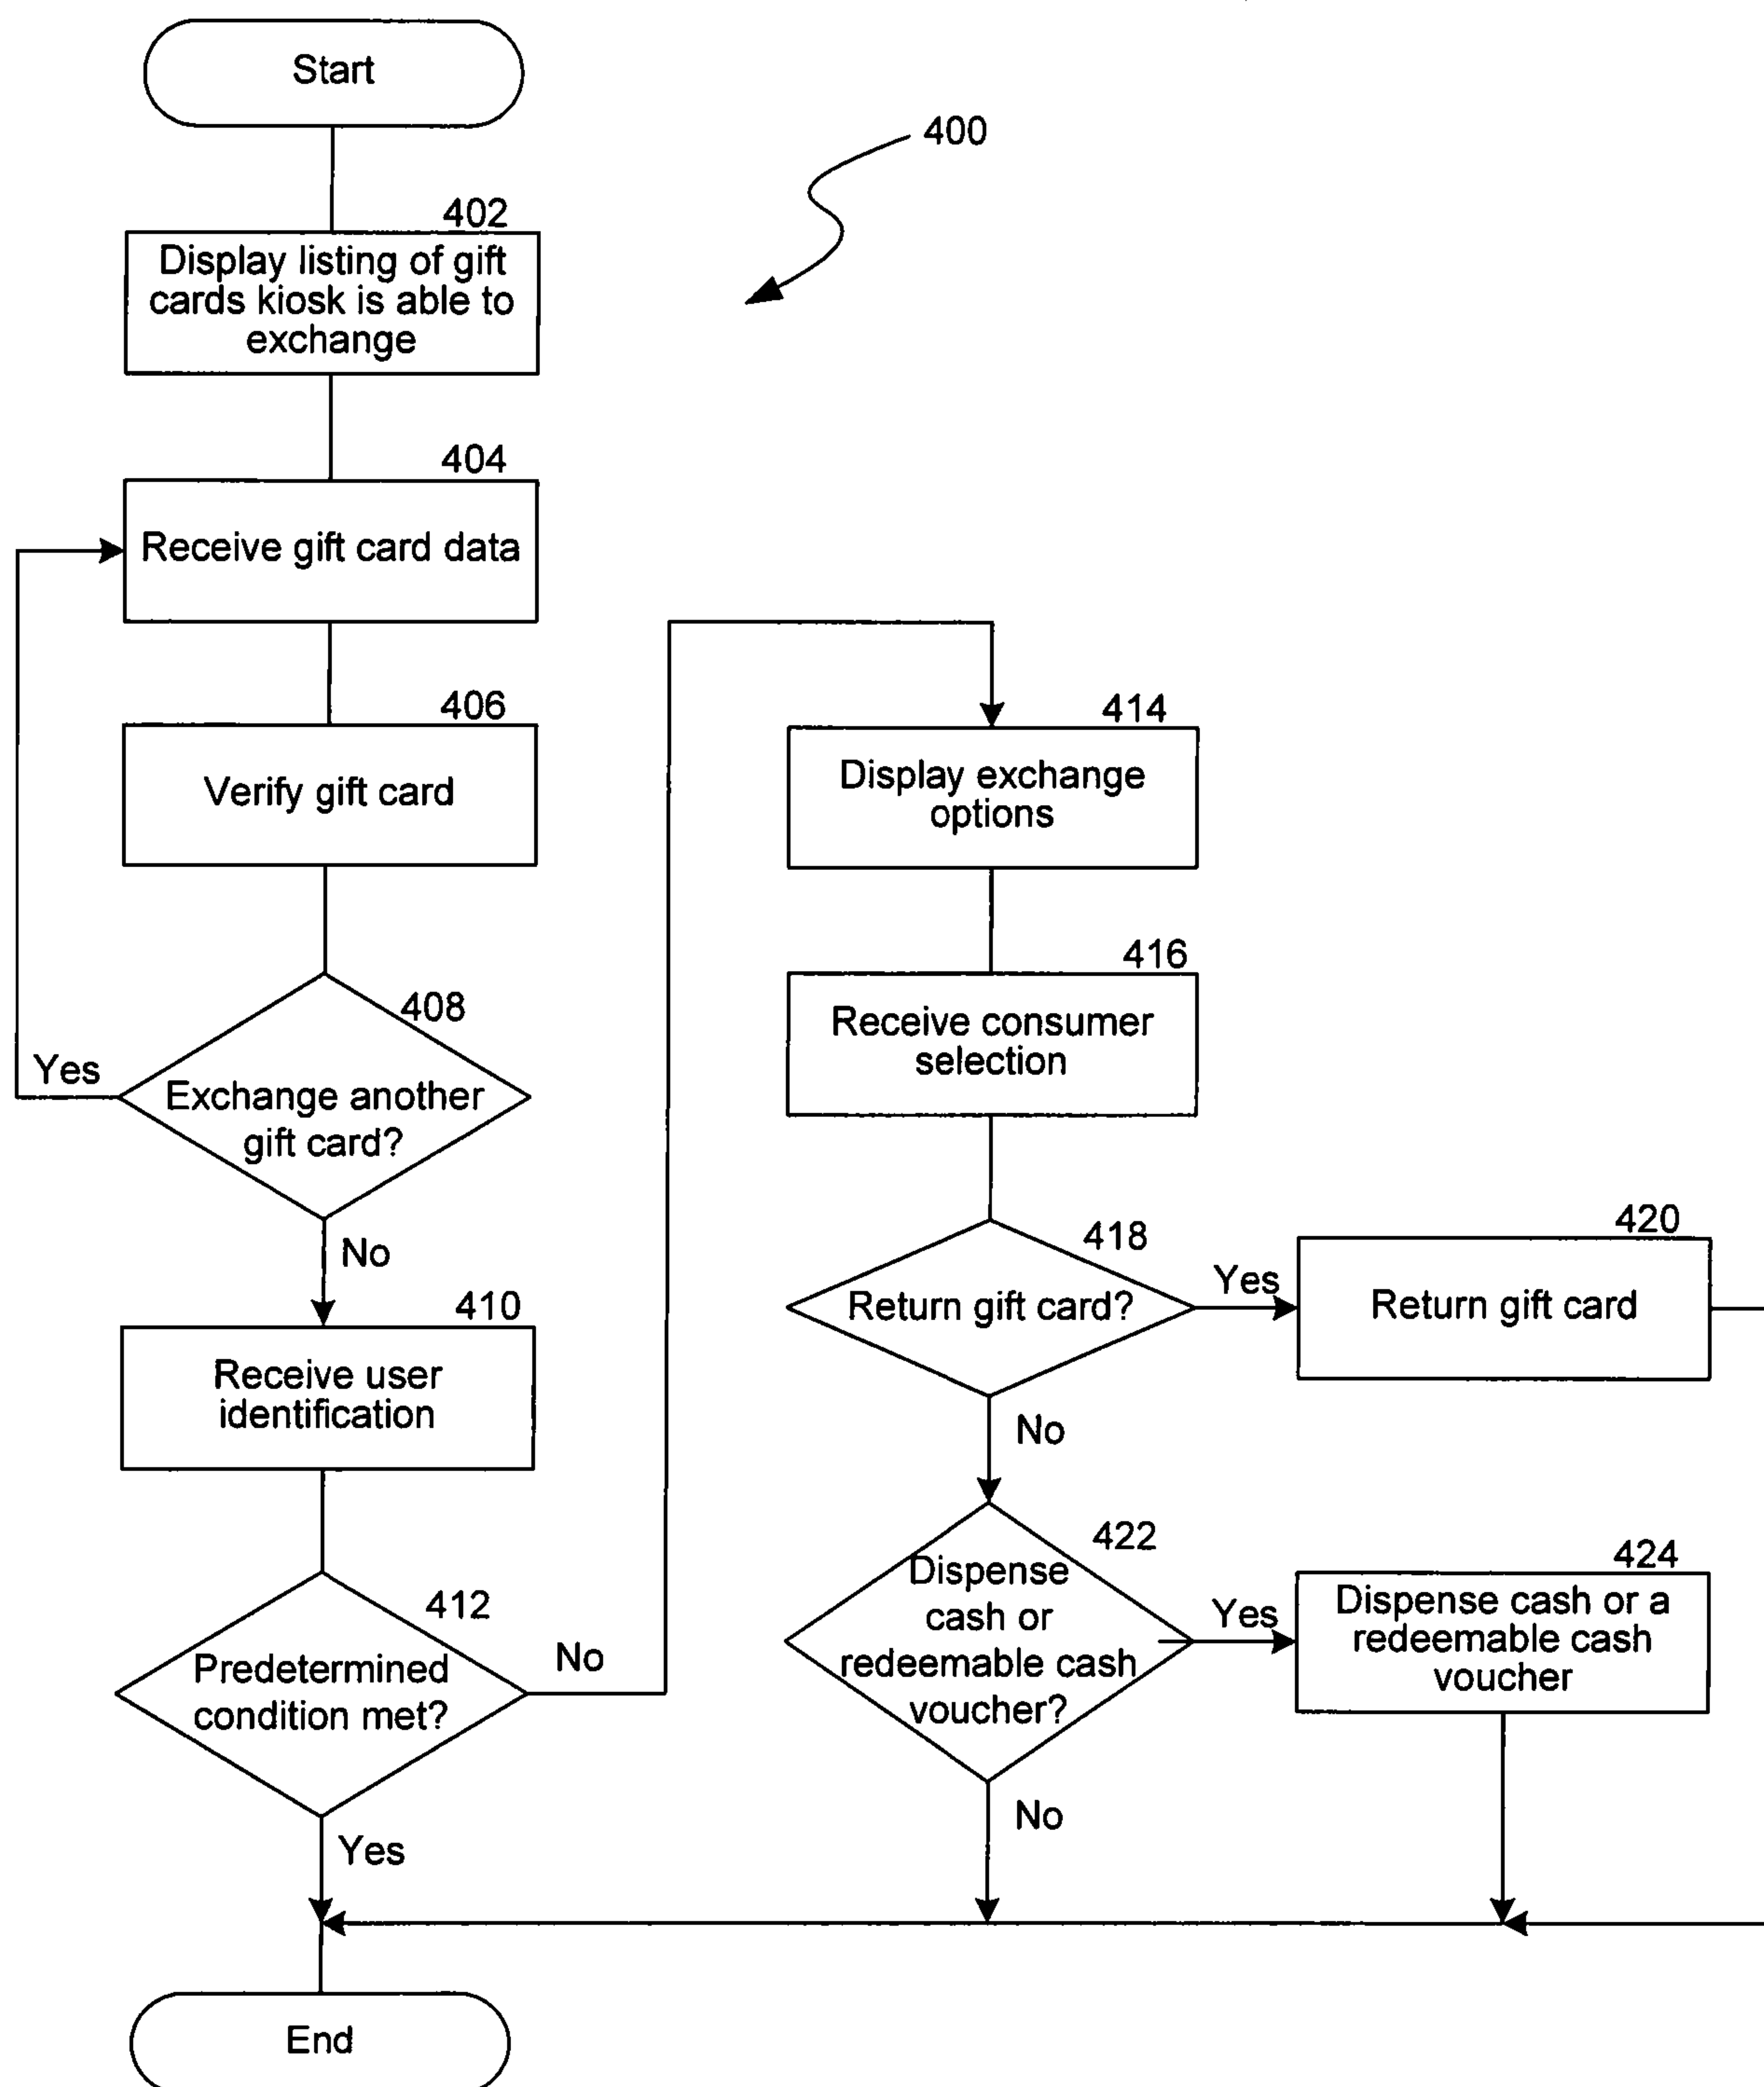 Start
400
402
Display listing of gift
cards kiosk is able to
exchange
404
Receive gift card data
406
Verify gift card
408
Yes
Exchange another
gift card?
No
410
Receive user
identification
412
Predetermined
condition met?
No
Yes
414
Display exchange
options
416
Receive consumer
selection
418
Return gift card?
Yes
420
Return gift card
No
422
Dispense
cash or
redeemable cash
voucher?
Yes
424
Dispense cash or a
redeemable cash
voucher
No
End